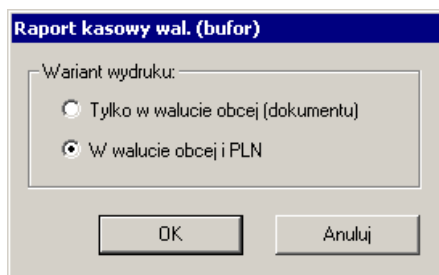 Raport kasowy wal. (bufor)
Wariant wydruku:
Tylko w walucie obcej (dokumentu)
W walucie obcej i PLN
OK
Anuluj